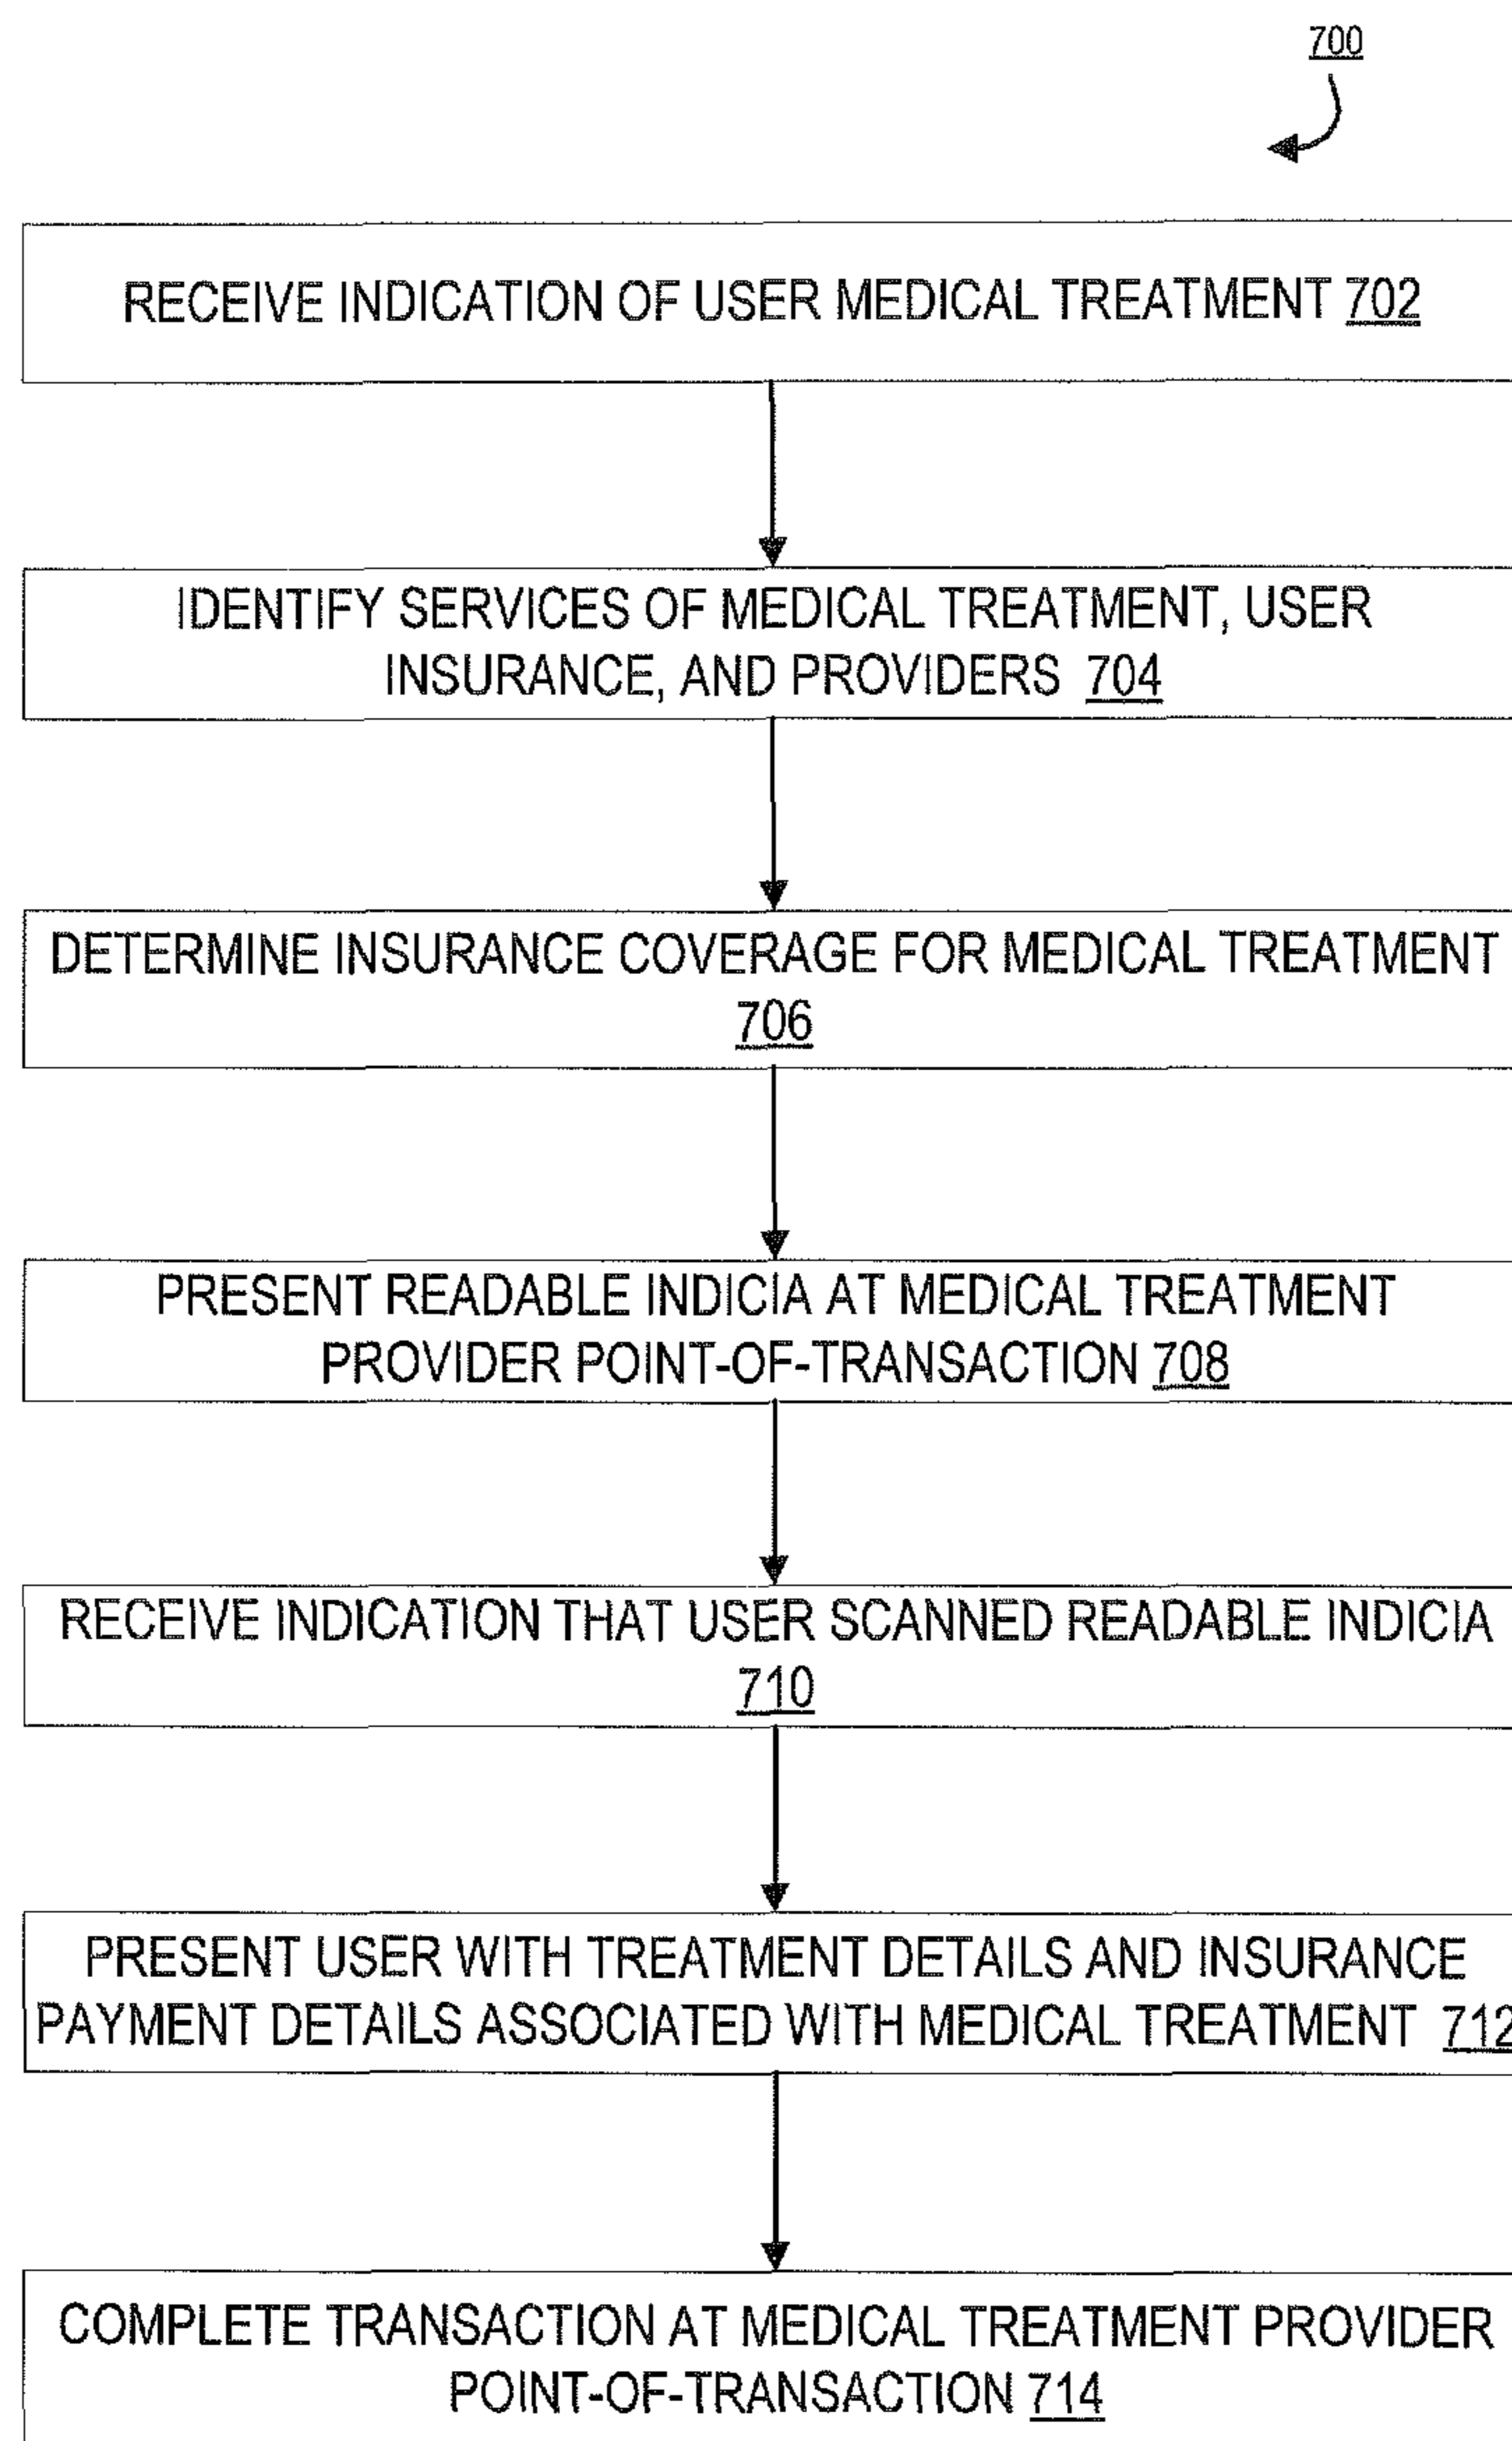 700
RECEIVE INDICATION OF USER MEDICAL TREATMENT 702
IDENTIFY SERVICES OF MEDICAL TREATMENT, USER
INSURANCE, AND PROVIDERS 704
DETERMINE INSURANCE COVERAGE FOR MEDICAL TREATMENT
706
PRESENT READABLE INDICIA AT MEDICAL TREATMENT
PROVIDER POINT-OF-TRANSACTION 708
RECEIVE INDICATION THAT USER SCANNED READABLE INDICIA
710
PRESENT USER WITH TREATMENT DETAILS AND INSURANCE
PAYMENT DETAILS ASSOCIATED WITH MEDICAL TREATMENT 712
COMPLETE TRANSACTION AT MEDICAL TREATMENT PROVIDER
POINT-OF-TRANSACTION 714